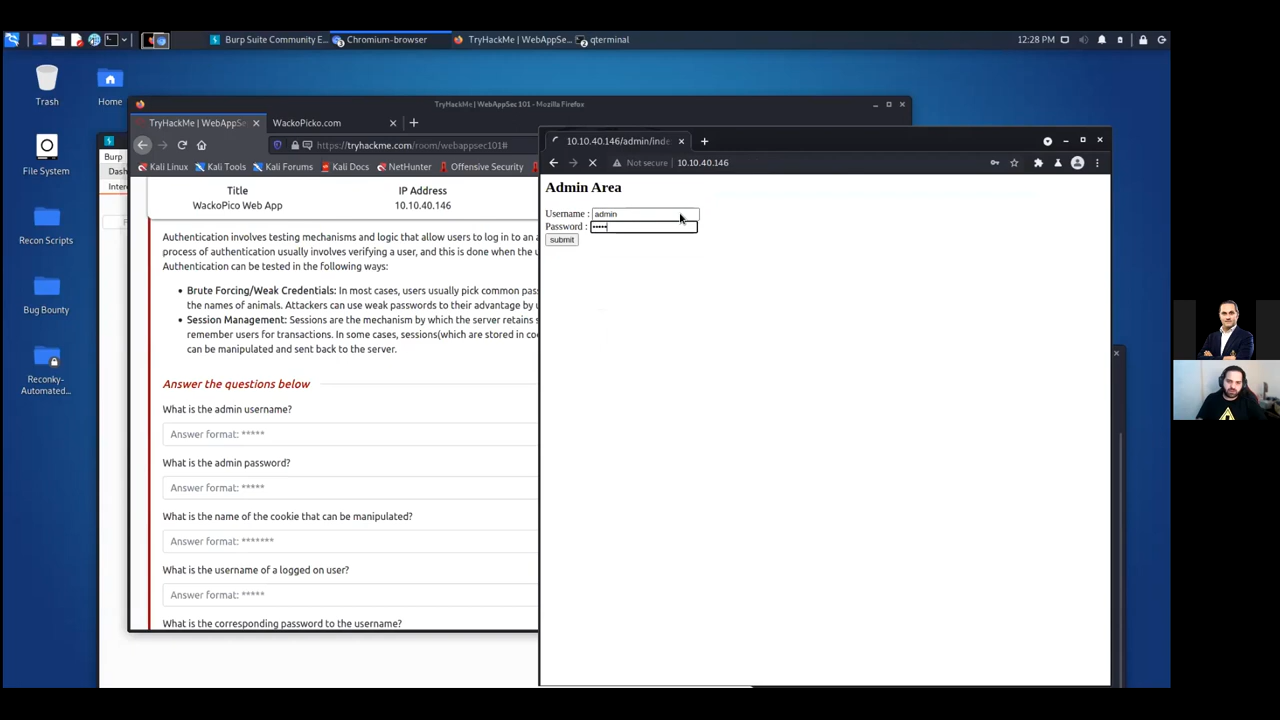 Burp Suite Community E...
Chromium-browser
TryHackMe | WebAppSe...
qterminal
12:28 PM
Trash
Home
File System
Recon Scripts
Bug Bounty
Reconky-
Automated...
Burp
Dash
TryHackMe | WebAppSec101 - Mozilla Firefox
TryHackMe | WebAppSe
WackoPicko.com
https://tryhackme.com/room/webappsec101#
Kali Linux
Kali Tools
Kali Forums
Kali Docs
NetHunter
Offensive Security
Title
IP Address
WackoPico Web App
10.10.40.146
Authentication involves testing mechanisms and logic that allow users to log in to an
process of authentication usually involves verifying a user, and this is done when the u
Authentication can be tested in the following ways:
• Brute Forcing/Weak Credentials: In most cases, users usually pick common pas
the names of animals. Attackers can use weak passwords to their advantage by
• Session Management: Sessions are the mechanism by which the server retains s
remember users for transactions. In some cases, sessions(which are stored in co
can be manipulated and sent back to the server.
Answer the questions below
What is the admin username?
Answer format: *****
What is the admin password?
Answer format: *****
What is the name of the cookie that can be manipulated?
Answer format: *******
What is the username of a logged on user?
Answer format: *****
What is the corresponding password to the username?
10.10.40.146/admin/inde
Not secure
10.10.40.146
Admin Area
Username : admin
Password : •••••
submit